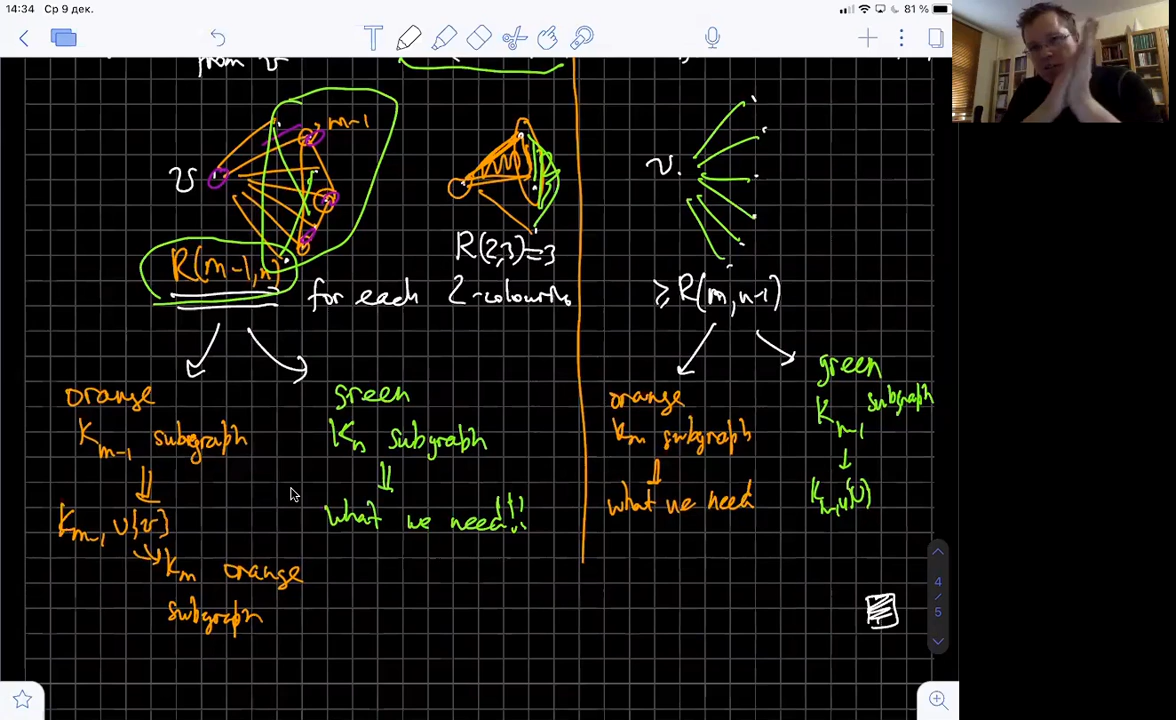 14:34 Ср 9 дек.
81 %
from v
m-1
v
R(m-1,n)
R(2,3)=3
for each 2-colouring
v.
≥R(m,n-1)
orange
K_{m-1} subgraph
K_{m-1} ∪{v}
K_m orange
subgraph
green
K_n subgraph
what we need!!!
orange
K_m subgraph
what we need
green
K_{n-1} subgraph
4
/
5